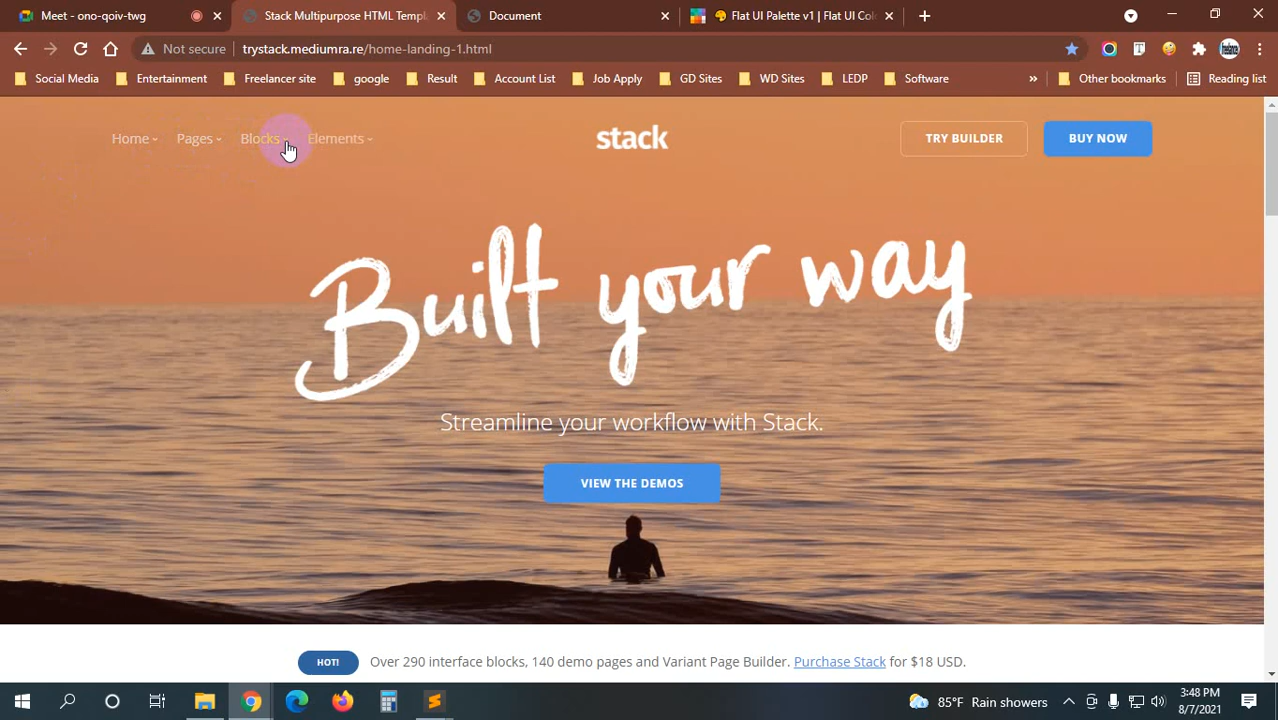 Meet - ono-qoiv-twg
Stack Multipurpose HTML Templ
Document
Flat UI Palette v1 | Flat UI Col
Not secure
trystack.mediumra.re/home-landing-1.html
Social Media
Entertainment
Freelancer site
google
Result
Account List
Job Apply
GD Sites
WD Sites
LEDP
Software
»
Other bookmarks
Reading list
Home
Pages
Blocks
Elements
stack
TRY BUILDER
BUY NOW
Built your way
Streamline your workflow with Stack.
VIEW THE DEMOS
HOT!
Over 290 interface blocks, 140 demo pages and Variant Page Builder. Purchase Stack for $18 USD.
85°F Rain showers
3:48 PM
8/7/2021